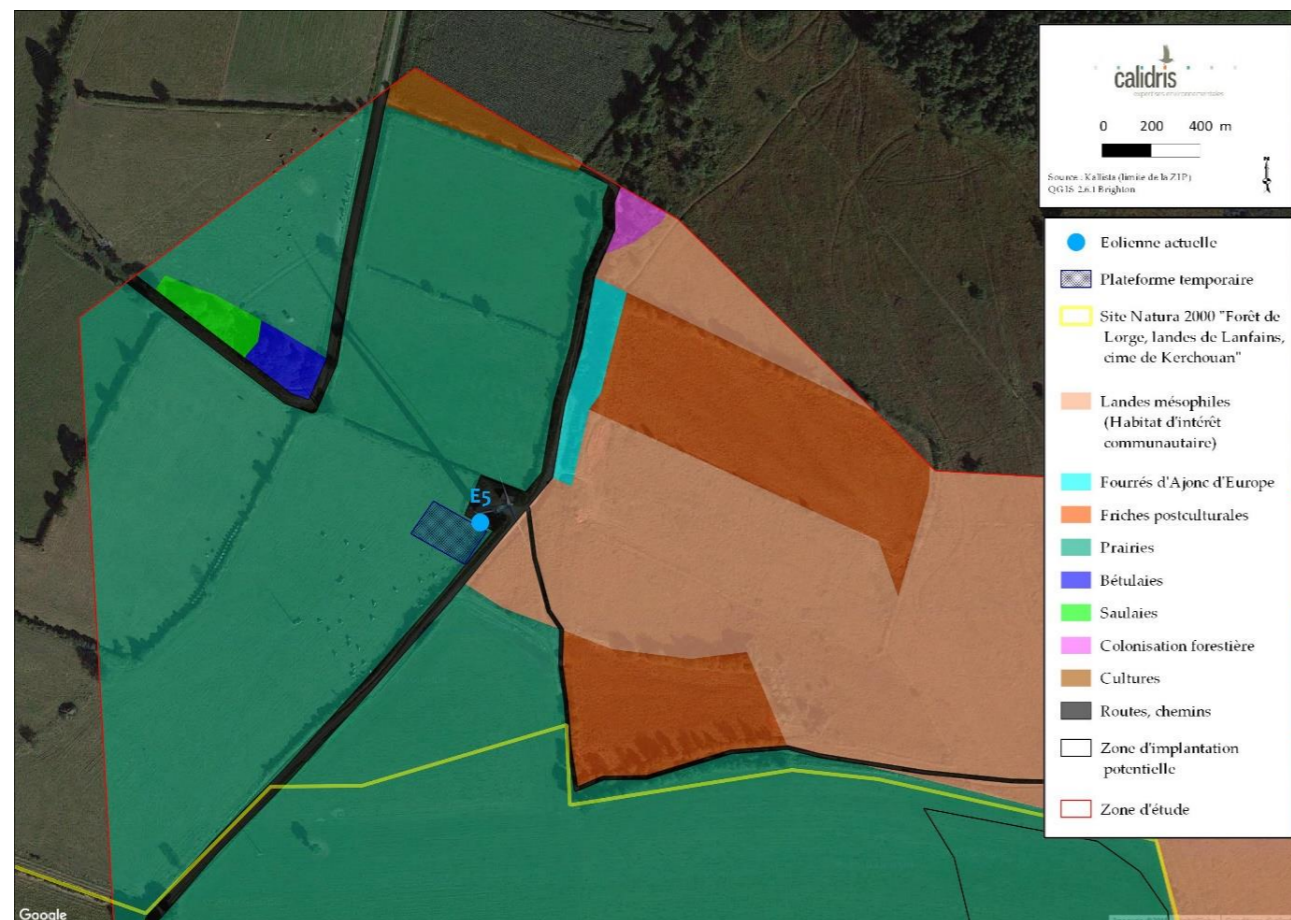 calidris
expertises environnementales
0 200 400 m
Source : Kallista (limite de la ZIP)
QGIS 2.6.1 Brighton
N
Eolienne actuelle
Plateforme temporaire
Site Natura 2000 "Forêt de
Lorge, landes de Lanfains,
cime de Kerchouan"
Landes mésophiles
(Habitat d'intérêt
communautaire)
Fourrés d'Ajonc d'Europe
Friches postculturales
Prairies
Bétulaies
Saulaies
Colonisation forestière
Cultures
Routes, chemins
Zone d'implantation
potentielle
Zone d'étude
E5
Google